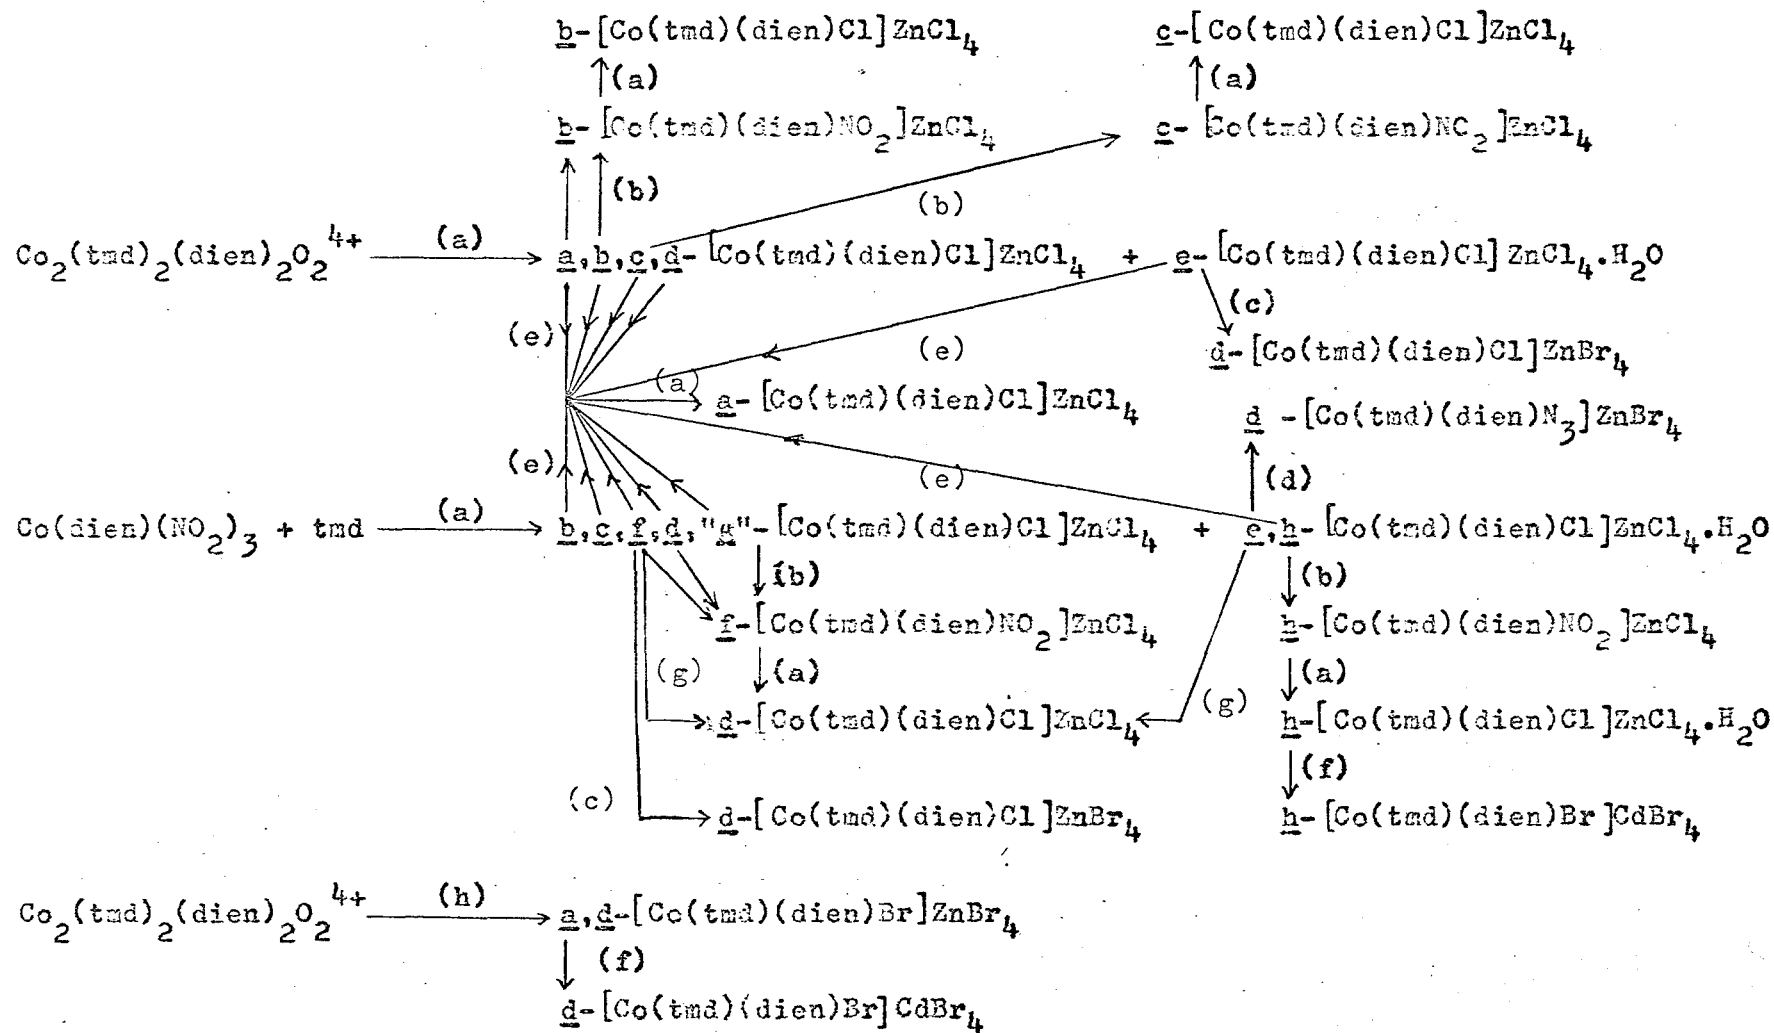 b-[Co(tmd)(dien)Cl]ZnCl4 c-[Co(tmd)(dien)Cl]ZnCl4
(a) (a)
b-[Co(tmd)(dien)NO2]ZnCl4 c-[Co(tmd)(dien)NO2]ZnCl4
(b) (b)
Co2(tmd)2(dien)2O2 4+ (a) a,b,c,d-[Co(tmd)(dien)Cl]ZnCl4 + e-[Co(tmd)(dien)Cl]ZnCl4.H2O
(c)
(e) (e) d-[Co(tmd)(dien)Cl]ZnBr4
(a) a-[Co(tmd)(dien)Cl]ZnCl4
d -[Co(tmd)(dien)N3]ZnBr4
(e) (e) (d)
Co(dien)(NO2)3 + tmd (a) b,c,f,d,"g"-[Co(tmd)(dien)Cl]ZnCl4 + e,h-[Co(tmd)(dien)Cl]ZnCl4.H2O
(b) (b)
f-[Co(tmd)(dien)NO2]ZnCl4 h-[Co(tmd)(dien)NO2]ZnCl4
(g) (a) (g) (a)
d-[Co(tmd)(dien)Cl]ZnCl4 h-[Co(tmd)(dien)Cl]ZnCl4.H2O
(f)
(c) d-[Co(tmd)(dien)Cl]ZnBr4 h-[Co(tmd)(dien)Br]CdBr4
Co2(tmd)2(dien)2O2 4+ (h) a,d-[Co(tmd)(dien)Br]ZnBr4
(f)
d-[Co(tmd)(dien)Br]CdBr4